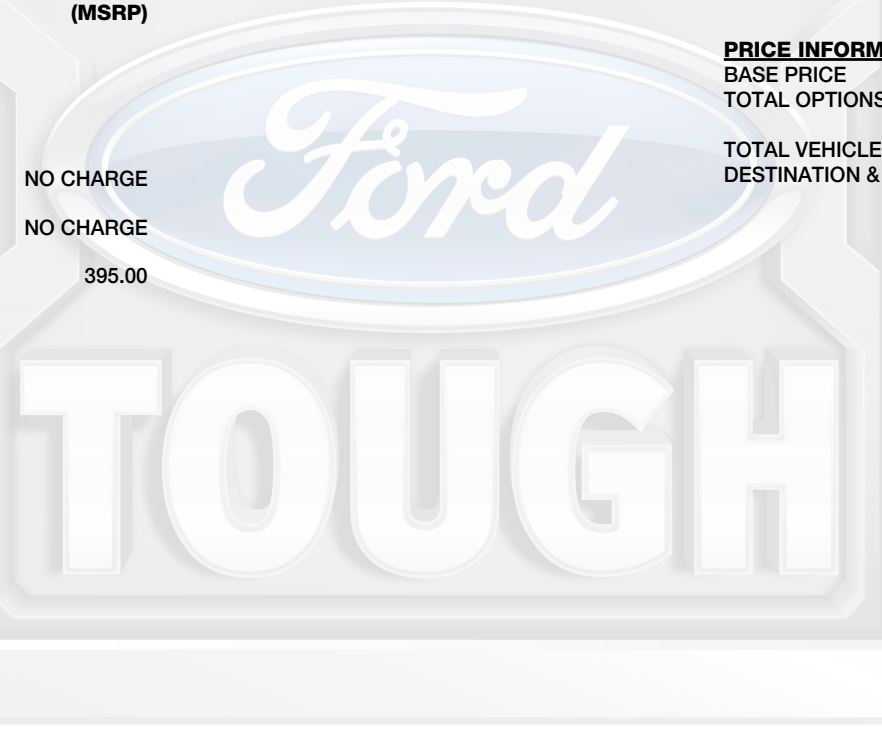 (MSRP)
NO CHARGE
NO CHARGE
395.00
PRICE INFORM
BASE PRICE
TOTAL OPTIONS
TOTAL VEHICLE
DESTINATION &
Ford
TOUGH